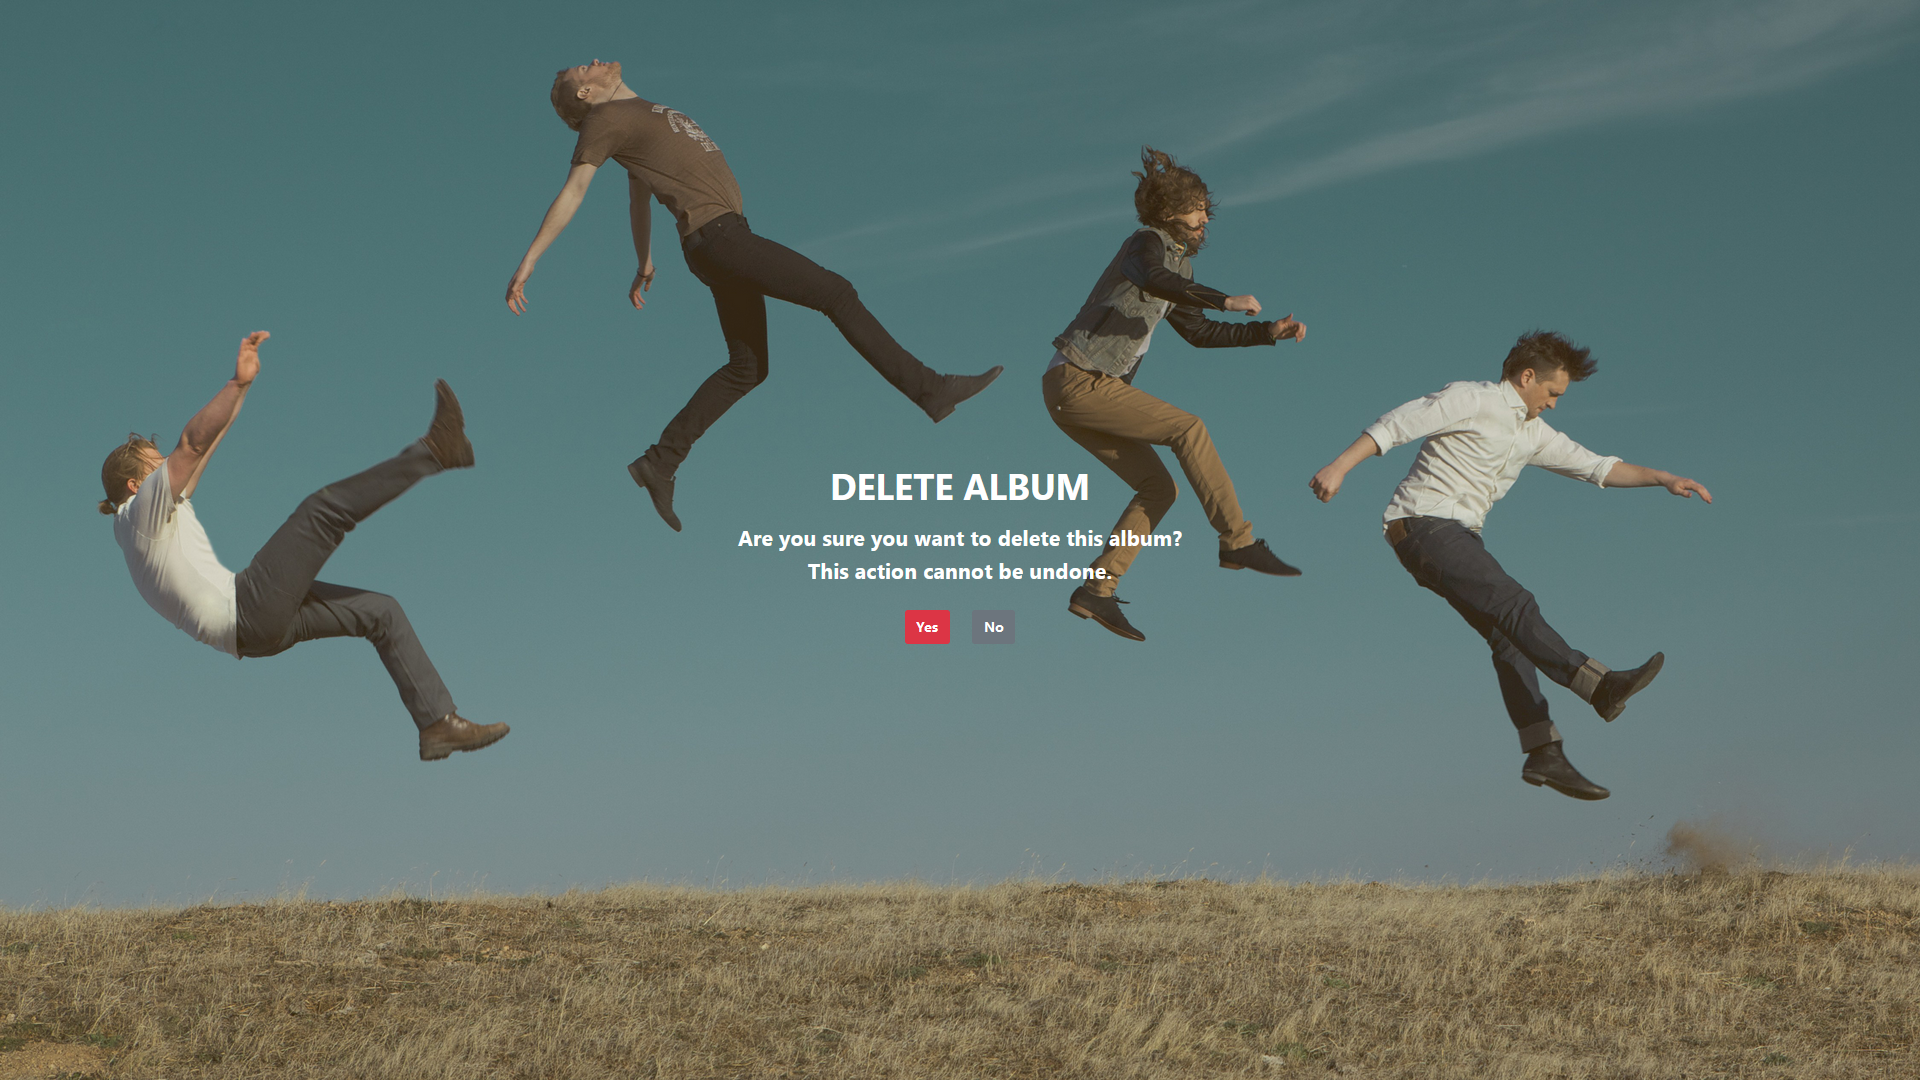 DELETE ALBUM
Are you sure you want to delete this album?
This action cannot be undone.
Yes
No